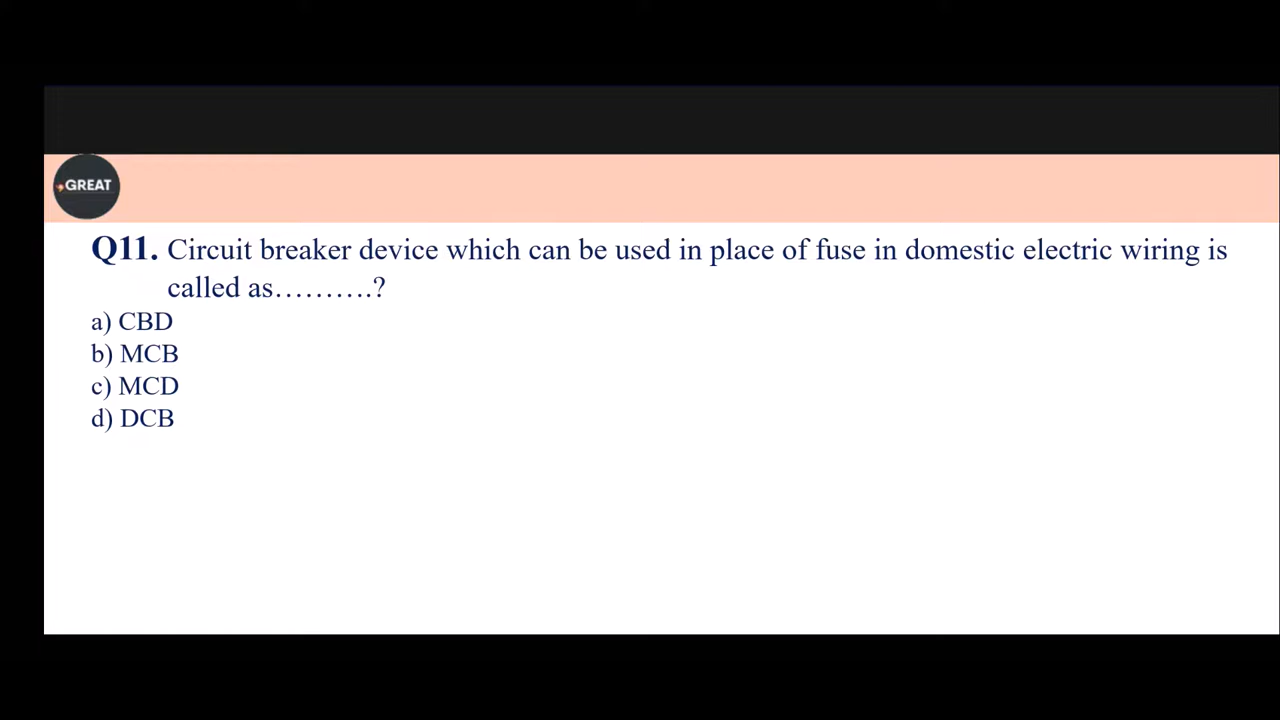 GREAT
Q11. Circuit breaker device which can be used in place of fuse in domestic electric wiring is
called as……….?
a) CBD
b) MCB
c) MCD
d) DCB